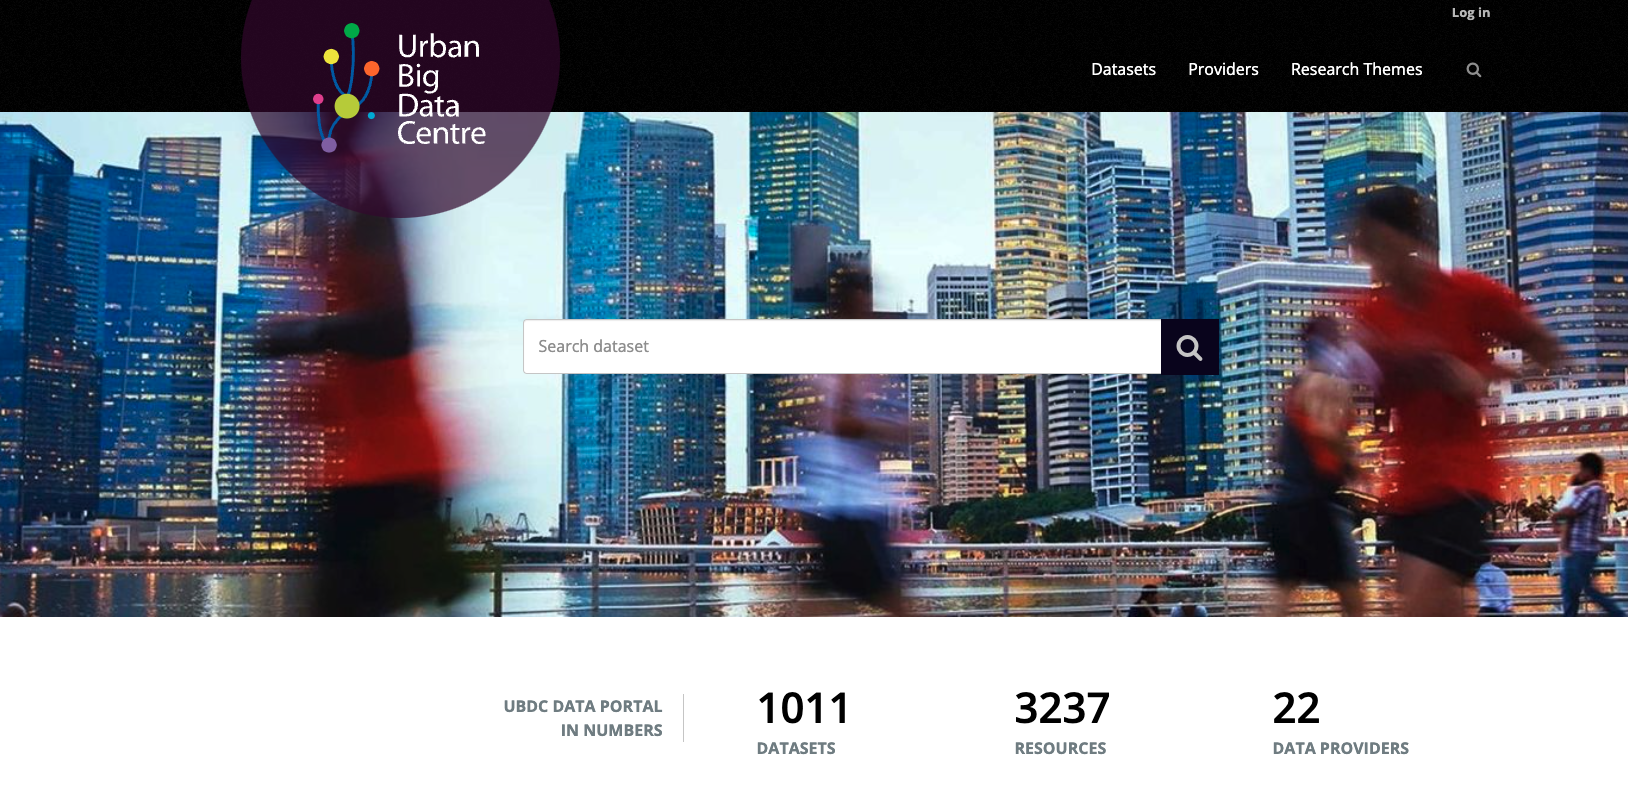 Log in
Urban
Big
Data
Centre
Datasets
Providers
Research Themes
Search dataset
UBDC DATA PORTAL
IN NUMBERS
1011
DATASETS
3237
RESOURCES
22
DATA PROVIDERS